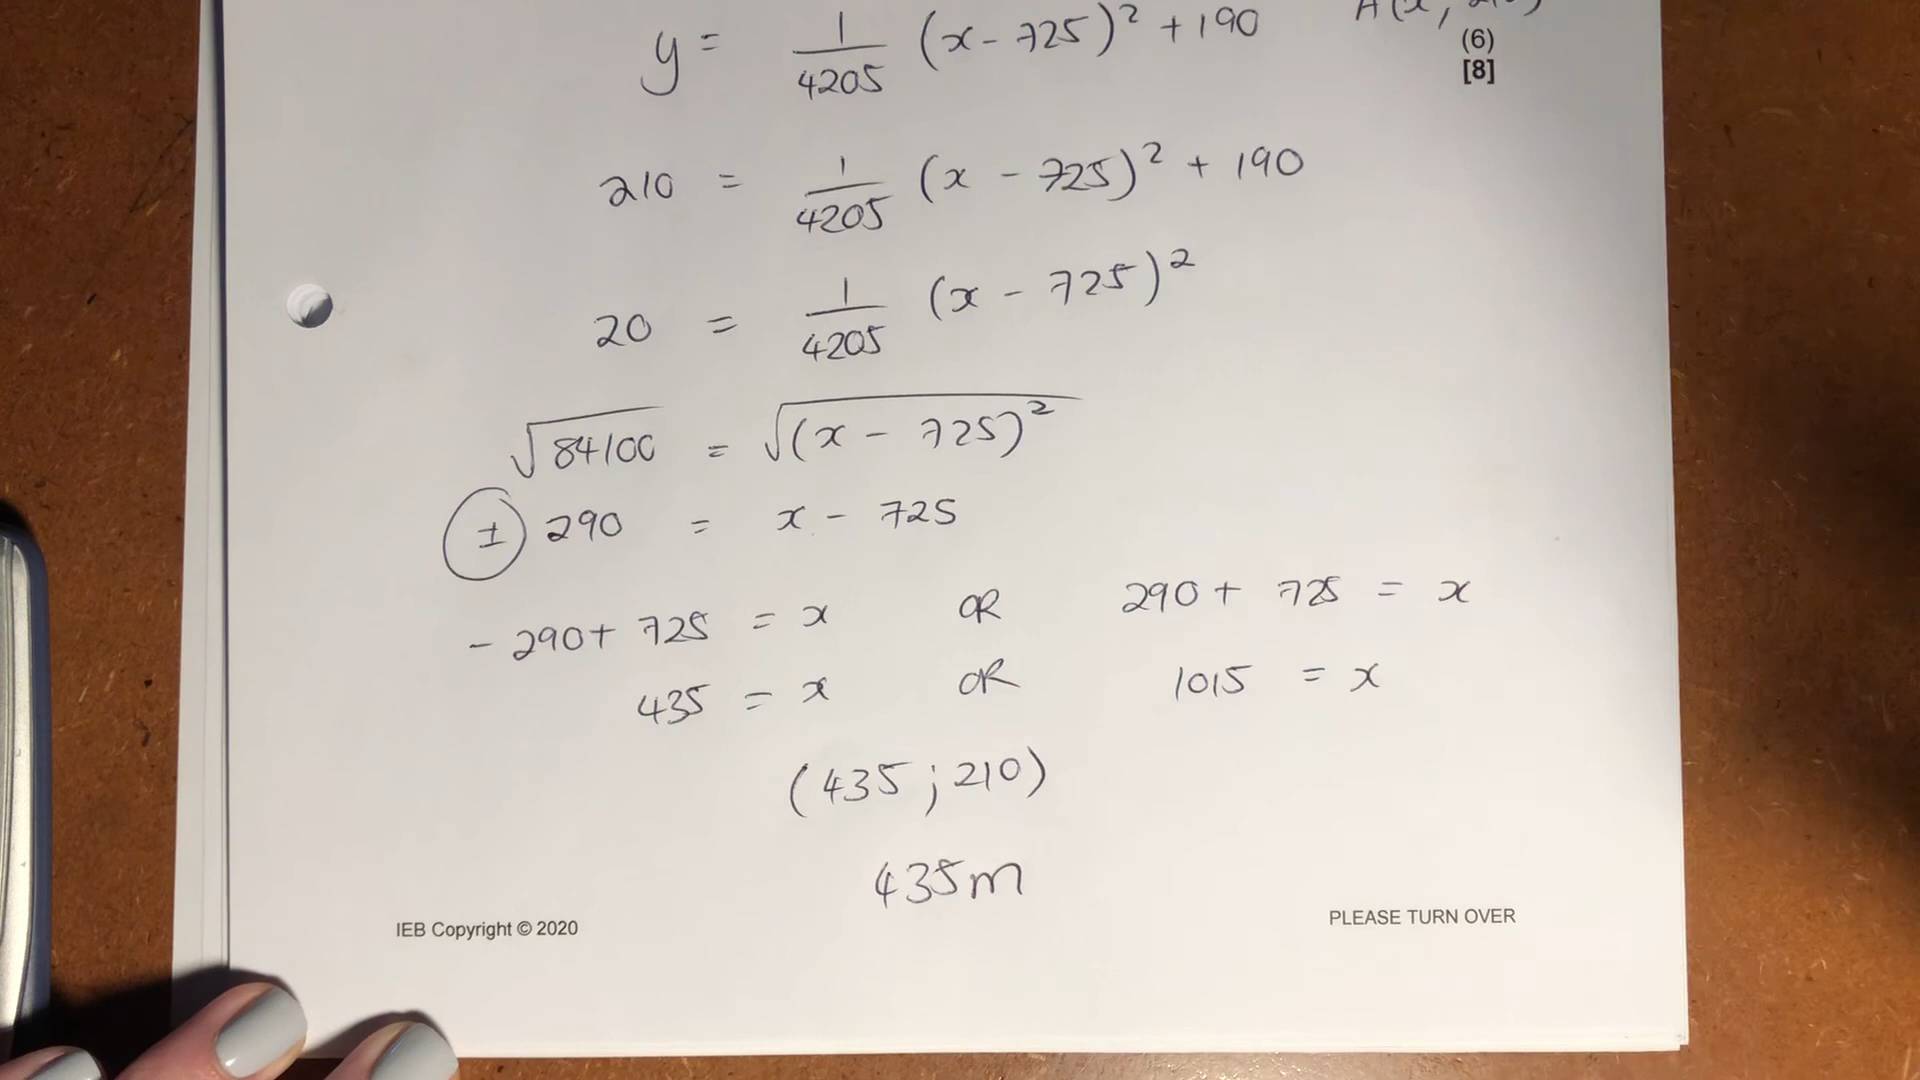 y = 1/4205 (x - 725)² + 190
(6)
[8]
210 = 1/4205 (x - 725)² + 190
20 = 1/4205 (x - 725)²
√84100 = √(x - 725)²
± 290 = x - 725
- 290 + 725 = x OR 290 + 725 = x
435 = x OR 1015 = x
(435 ; 210)
435m
IEB Copyright © 2020
PLEASE TURN OVER